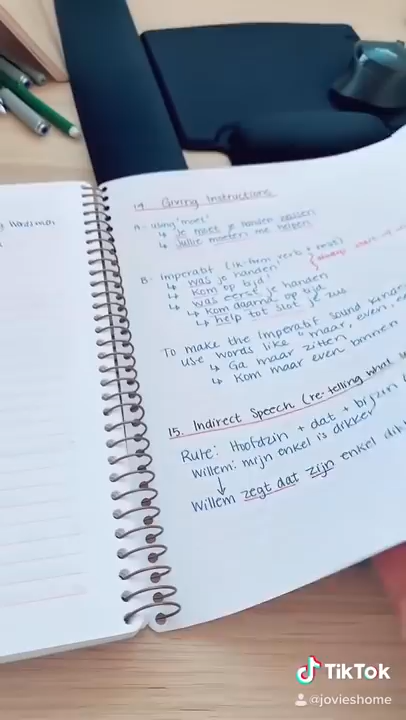 14. Giving Instructions
A. using 'moet'
↳ Je moet je handen wassen
↳ Jullie moeten me helpen
B. Imperatif (ik-form verb + rest)
↳ was je handen
↳ Kom op tijd!
↳ was eerst je handen
↳ kom daarna op tijd
↳ help tot slot je zus
To make the Imperatif sound kinder
use words like: maar, even, ee
↳ Ga maar zitten
↳ Kom maar even binnen
15. Indirect Speech (re-telling what
Rule: Hoofdzin + dat + bijzin
Willem: mijn enkel is dikker
↓
Willem zegt dat zijn enkel dik
TikTok
@jovieshome